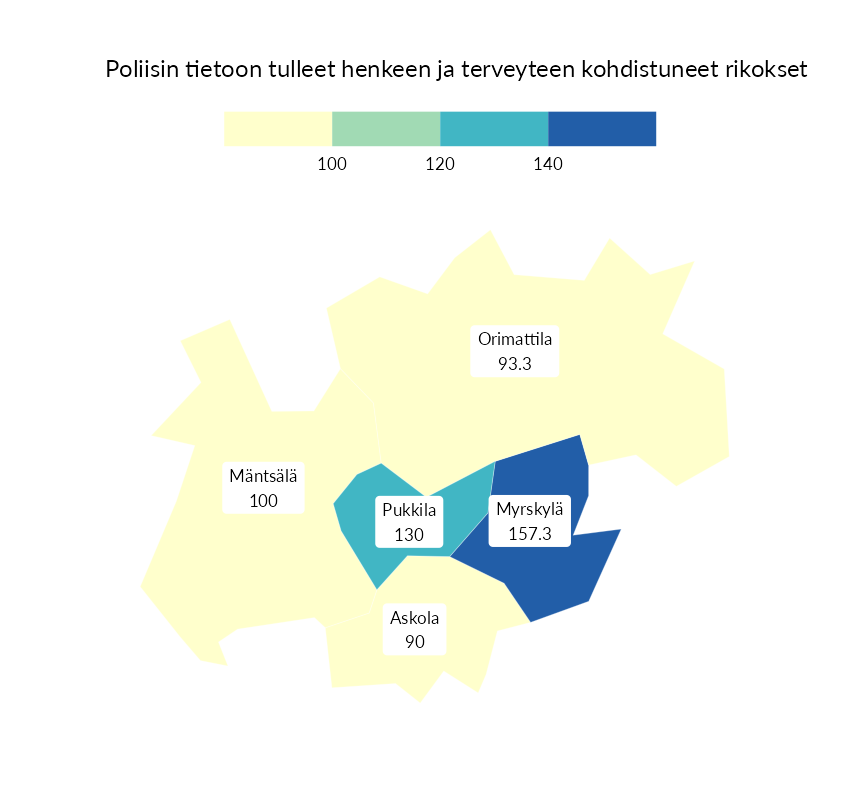 Poliisin tietoon tulleet henkeen ja terveyteen kohdistuneet rikokset
100 120 140
Orimattila
93.3
Mäntsälä
100
Pukkila
130
Myrskylä
157.3
Askola
90